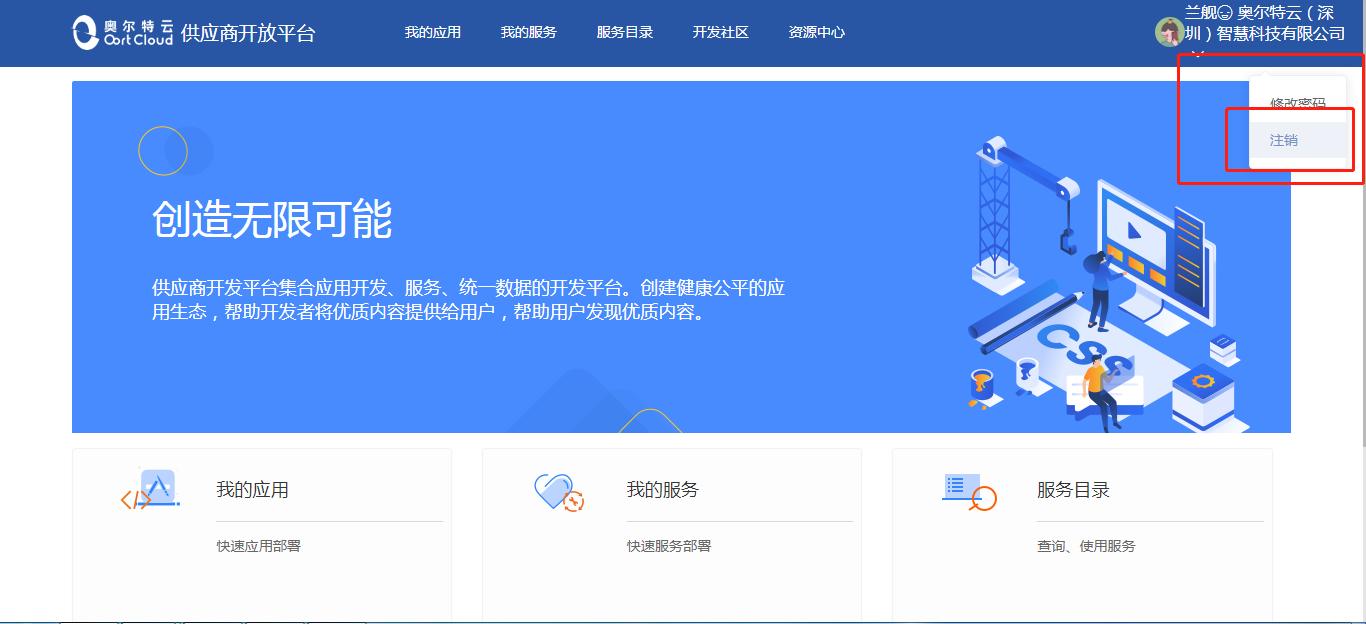 奥尔特云
Oort Cloud
供应商开放平台
我的应用
我的服务
服务目录
开发社区
资源中心
兰舰 奥尔特云（深
圳）智慧科技有限公司
修改密码
注销
创造无限可能
供应商开发平台集合应用开发、服务、统一数据的开发平台。创建健康公平的应
用生态，帮助开发者将优质内容提供给用户，帮助用户发现优质内容。
CSS
我的应用
快速应用部署
我的服务
快速服务部署
服务目录
查询、使用服务